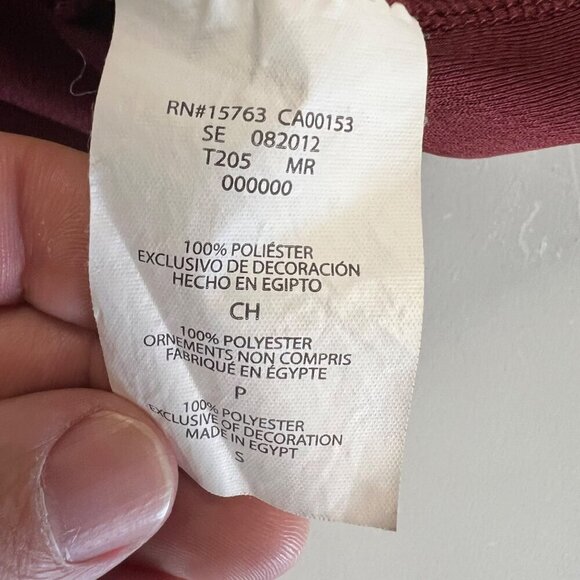 RN#15763 CA00153
SE 082012
T205 MR
000000
100% POLIÉSTER
EXCLUSIVO DE DECORACIÓN
HECHO EN EGIPTO
CH
100% POLYESTER
ORNEMENTS NON COMPRIS
FABRIQUÉ EN ÉGYPTE
P
100% POLYESTER
EXCLUSIVE OF DECORATION
MADE IN EGYPT
S